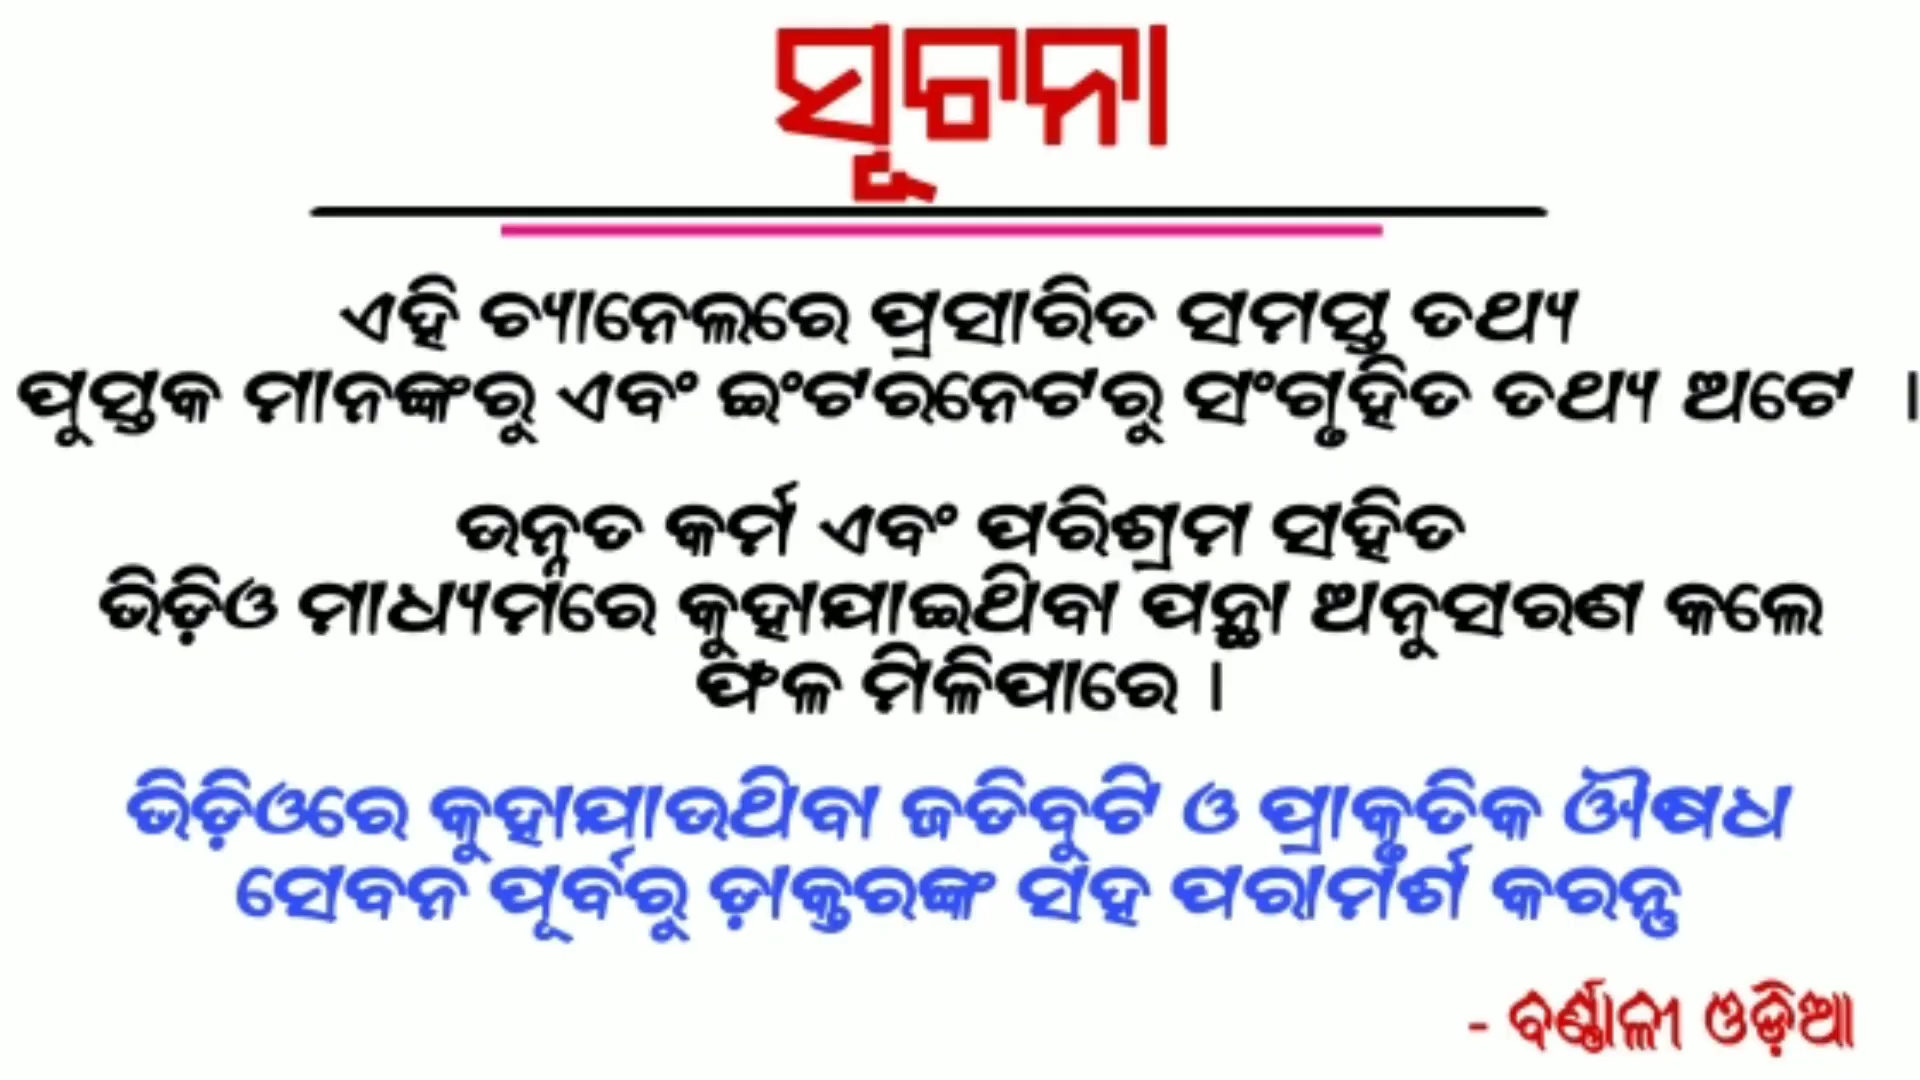 ସୂଚନା
ଏହି ଚ୍ୟାନେଲରେ ପ୍ରସାରିତ ସମସ୍ତ ତଥ୍ୟ
ପୁସ୍ତକ ମାନଙ୍କରୁ ଏବଂ ଇଂଟରନେଟରୁ ସଂଗୃହିତ ତଥ୍ୟ ଅଟେ ।
ଉନ୍ନତ କର୍ମ ଏବଂ ପରିଶ୍ରମ ସହିତ
ଭିଡ଼ିଓ ମାଧ୍ୟମରେ କୁହାଯାଇଥିବା ପନ୍ଥା ଅନୁସରଣ କଲେ
ଫଳ ମିଳିପାରେ ।
ଭିଡ଼ିଓରେ କୁହାଯାଉଥିବା ଜଡିବୁଟି ଓ ପ୍ରାକୃତିକ ଔଷଧ
ସେବନ ପୂର୍ବରୁ ଡ଼ାକ୍ତରଙ୍କ ସହ ପରାମର୍ଶ କରନ୍ତୁ
- ବର୍ଣ୍ଣାଳୀ ଓଡ଼ିଆ